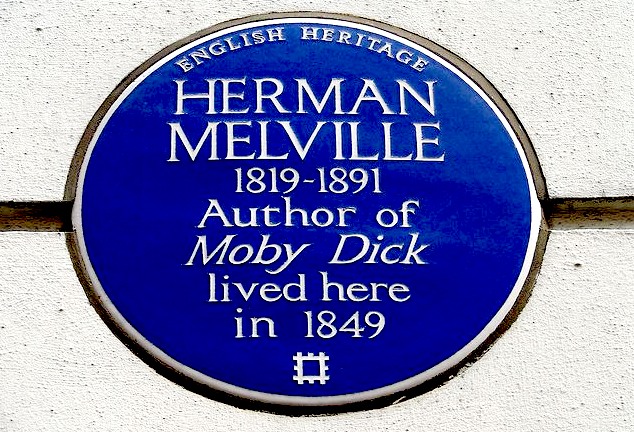 ENGLISH HERITAGE
HERMAN
MELVILLE
1819-1891
Author of
Moby Dick
lived here
in 1849